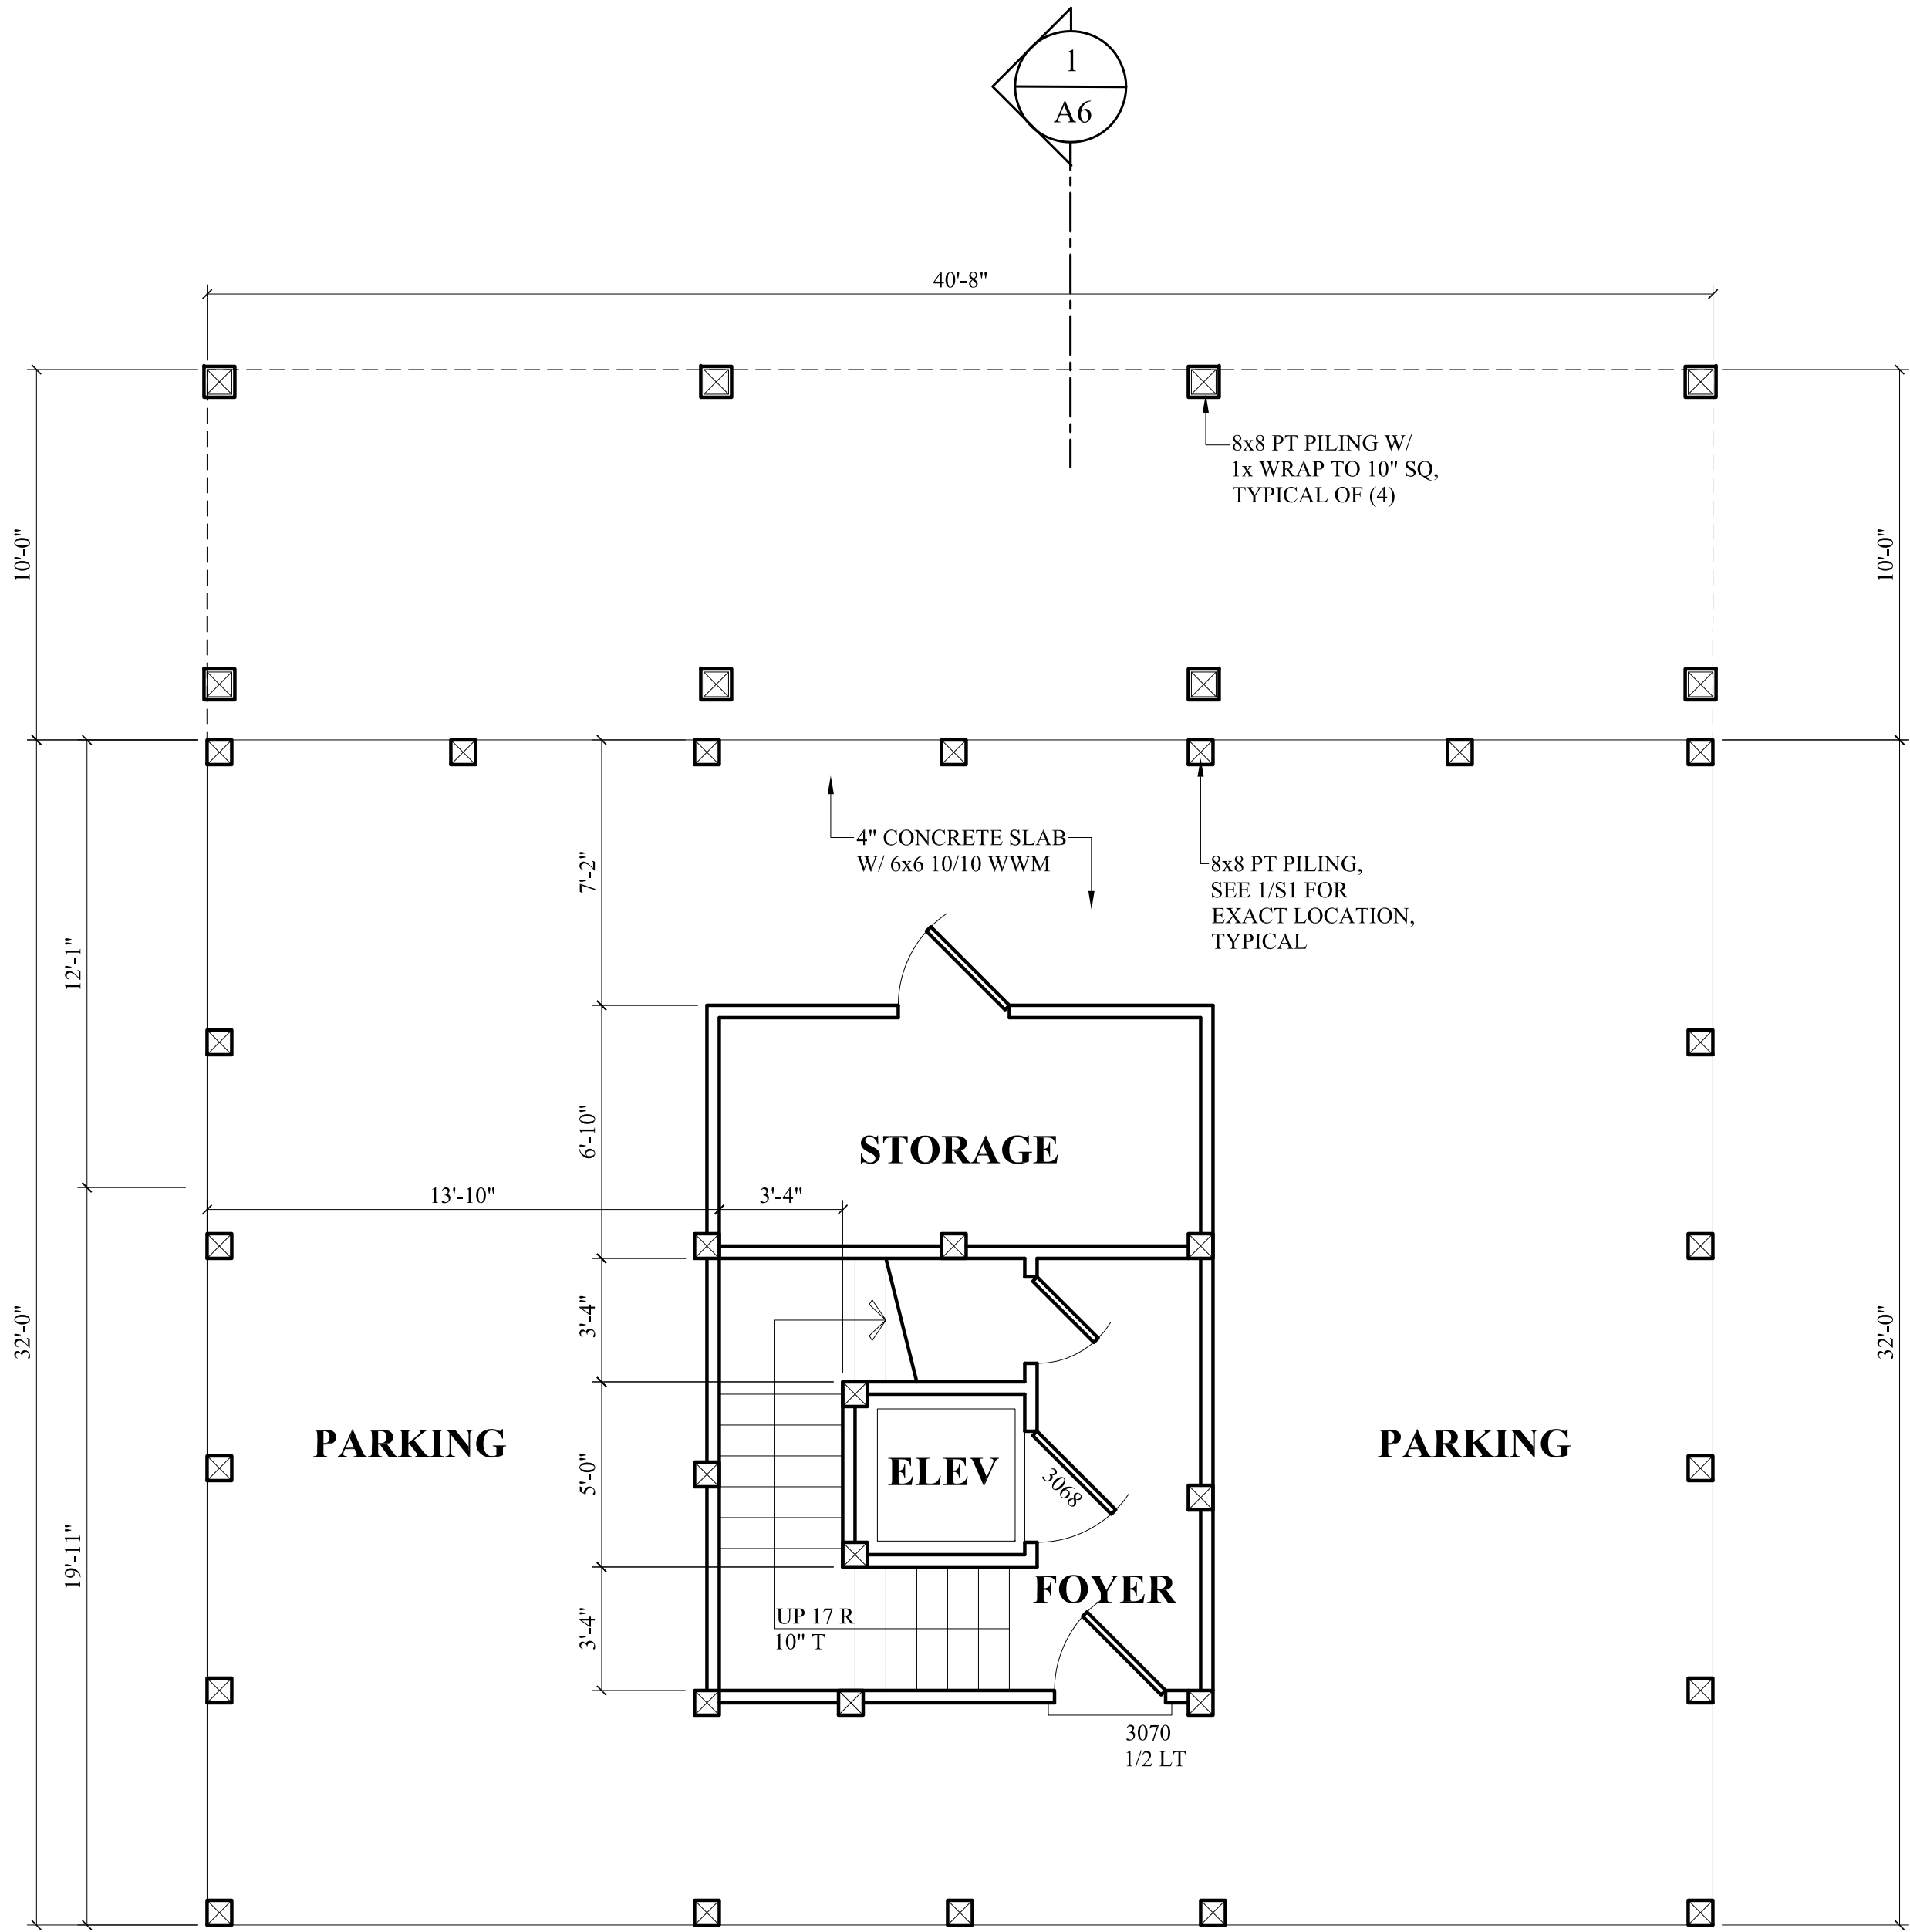 1
A6
40'-8"
10'-0"
10'-0"
8x8 PT PILING W/
1x WRAP TO 10" SQ,
TYPICAL OF (4)
4" CONCRETE SLAB
W/ 6x6 10/10 WWM
8x8 PT PILING,
SEE 1/S1 FOR
EXACT LOCATION,
TYPICAL
7'-2"
12'-1"
6'-10"
STORAGE
13'-10"
3'-4"
3'-4"
32'-0"
32'-0"
PARKING
PARKING
5'-0"
ELEV
3068
19'-11"
FOYER
3'-4"
UP 17 R
10" T
3070
1/2 LT